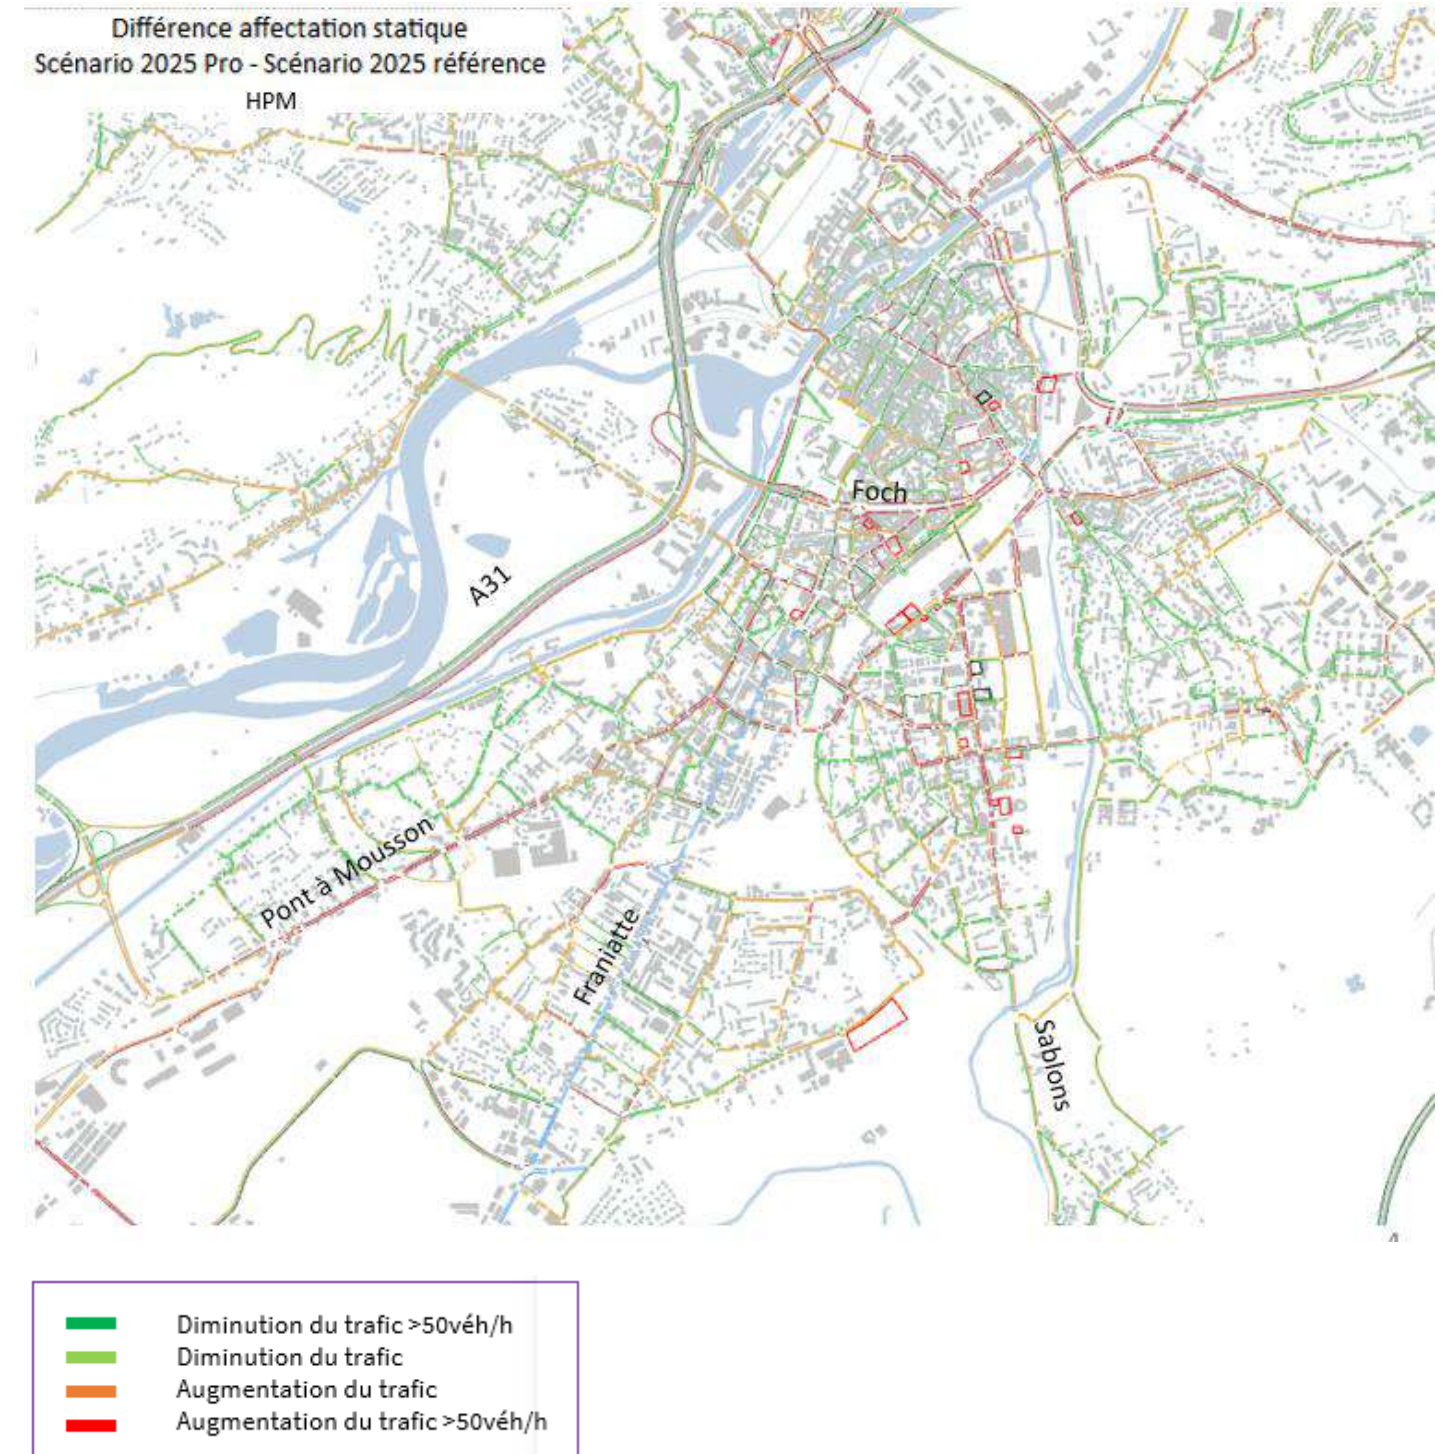 Différence affectation statique
Scénario 2025 Pro - Scénario 2025 référence
HPM
Foch
A31
Pont à Mousson
Franiatte
Sablons
Diminution du trafic >50véh/h
Diminution du trafic
Augmentation du trafic
Augmentation du trafic >50véh/h